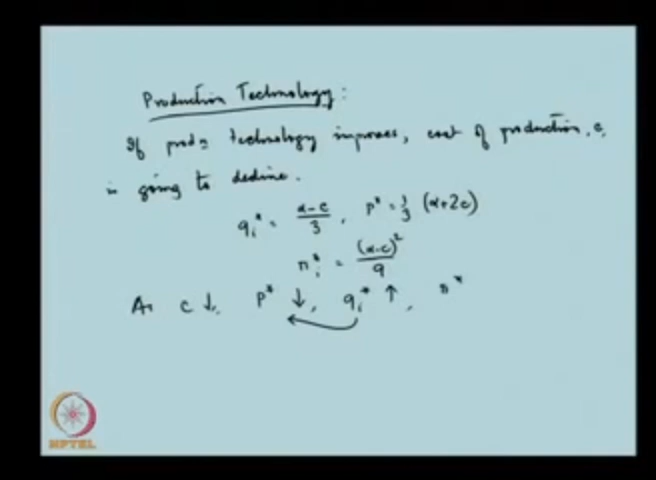 Production Technology:
If prodn technology improves, cost of production, c,
is going to decline.
qᵢ* = (α-c)/3, P* = 1/3 (α+2c)
πᵢ* = (α-c)²/9
As c ↓, P* ↓, qᵢ* ↑, π*
NPTEL